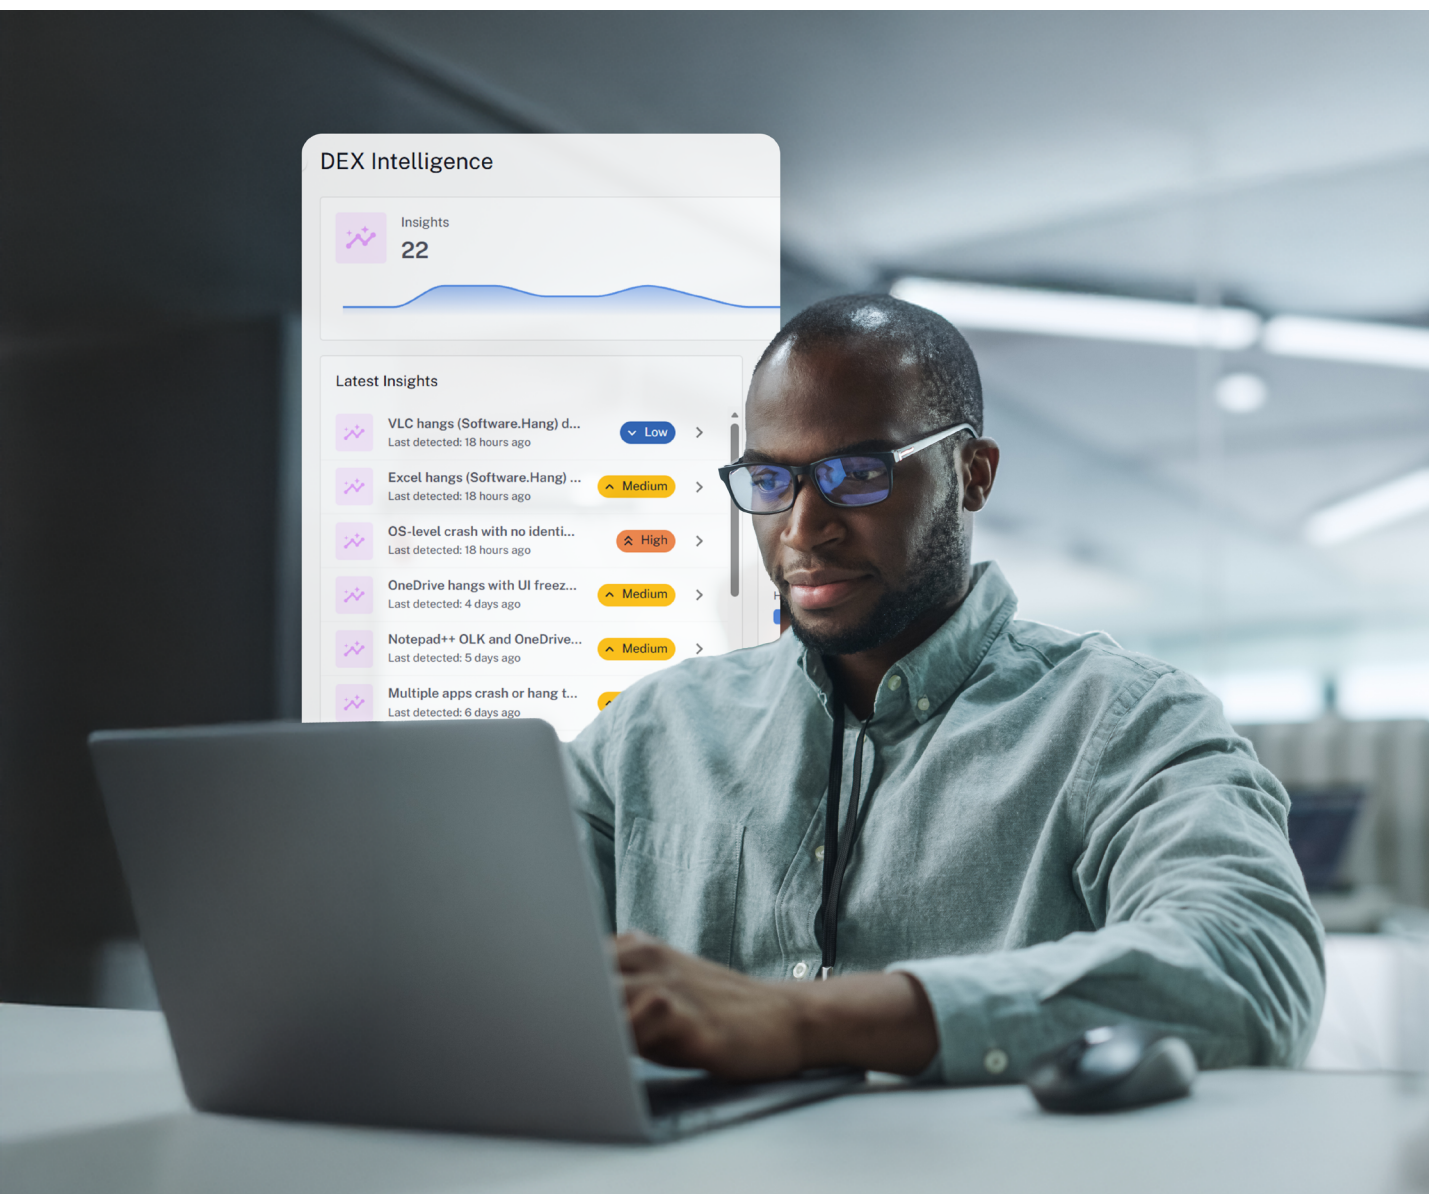 DEX Intelligence
Insights
22
Latest Insights
VLC hangs (Software.Hang) d...
Low
Last detected: 18 hours ago
Excel hangs (Software.Hang) ...
Medium
Last detected: 18 hours ago
OS-level crash with no identi...
High
Last detected: 18 hours ago
OneDrive hangs with UI freez...
Medium
Last detected: 4 days ago
Notepad++ OLK and OneDrive...
Medium
Last detected: 5 days ago
Multiple apps crash or hang t...
Last detected: 6 days ago